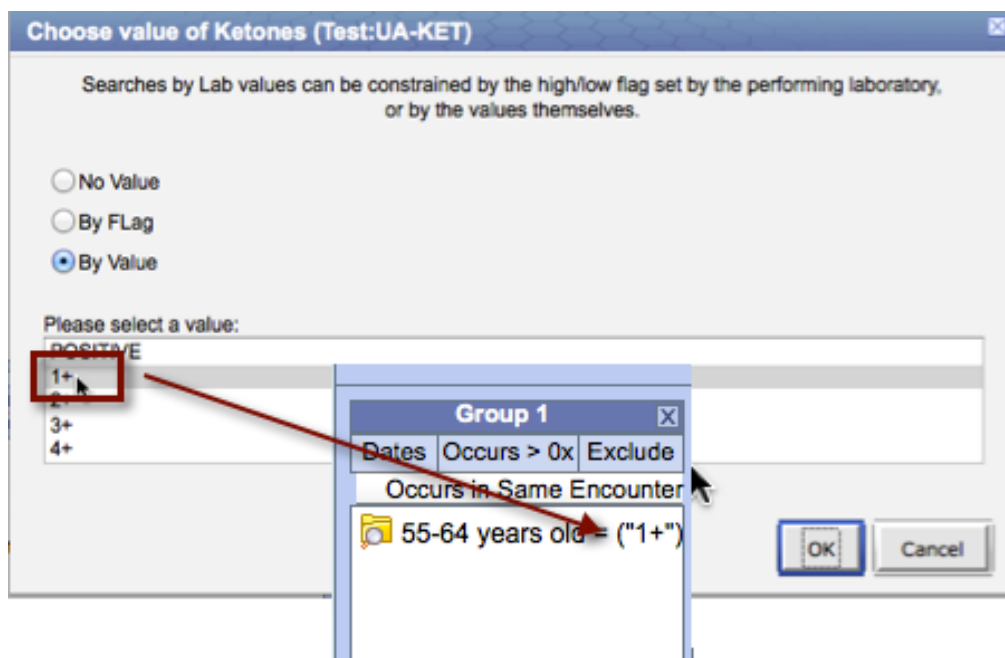 Choose value of Ketones (Test:UA-KET)
Searches by Lab values can be constrained by the high/low flag set by the performing laboratory,
or by the values themselves.
No Value
By FLag
By Value
Please select a value:
POSITIVE
1+
2+
3+
4+
Group 1 X
Dates Occurs > 0x Exclude
Occurs in Same Encounter
55-64 years old = ("1+")
OK Cancel